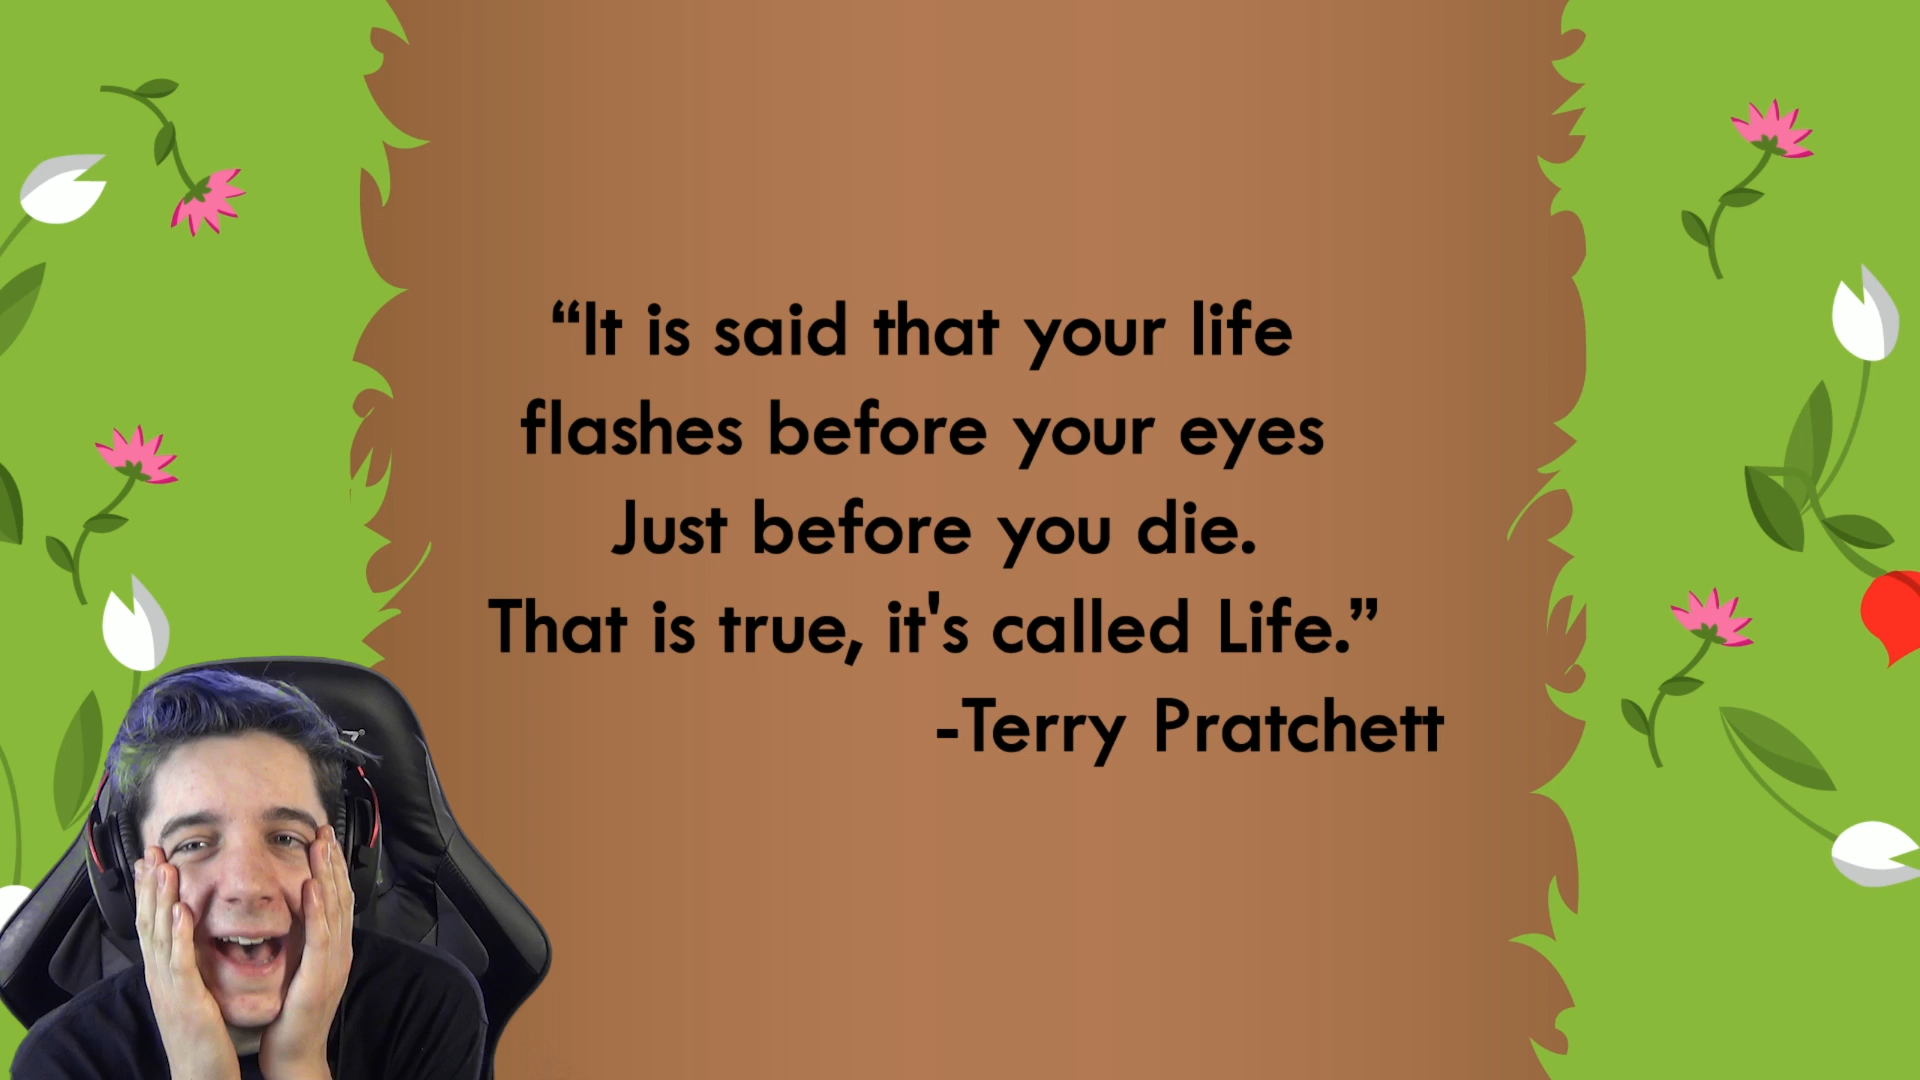 “It is said that your life
flashes before your eyes
Just before you die.
That is true, it's called Life.”
-Terry Pratchett